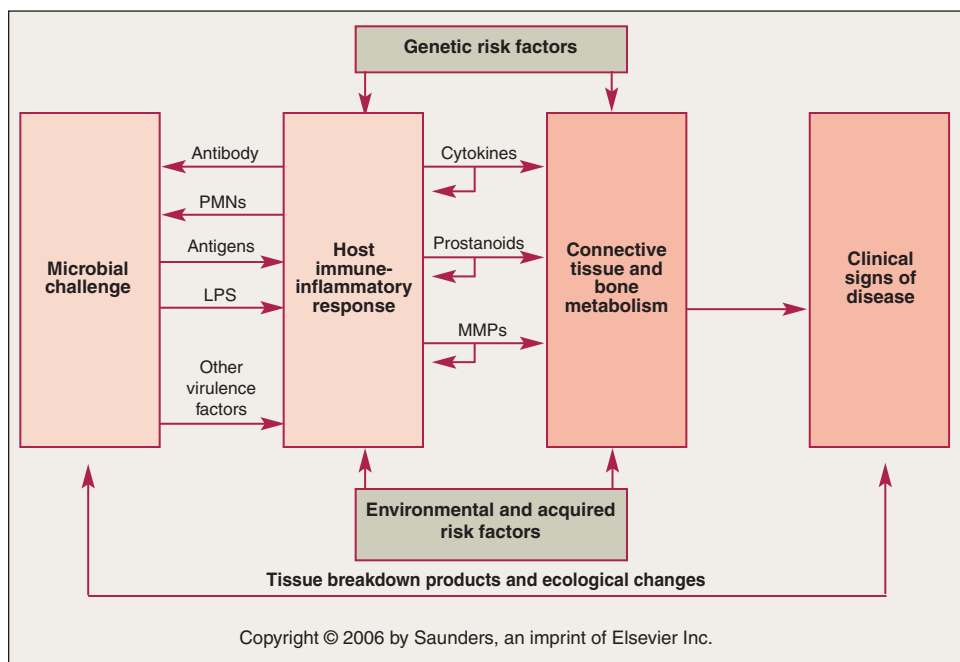 Genetic risk factors
Microbial
challenge
Antibody
PMNs
Antigens
LPS
Other
virulence
factors
Host
immune-
inflammatory
response
Cytokines
Prostanoids
MMPs
Connective
tissue and
bone
metabolism
Clinical
signs of
disease
Environmental and acquired
risk factors
Tissue breakdown products and ecological changes
Copyright © 2006 by Saunders, an imprint of Elsevier Inc.